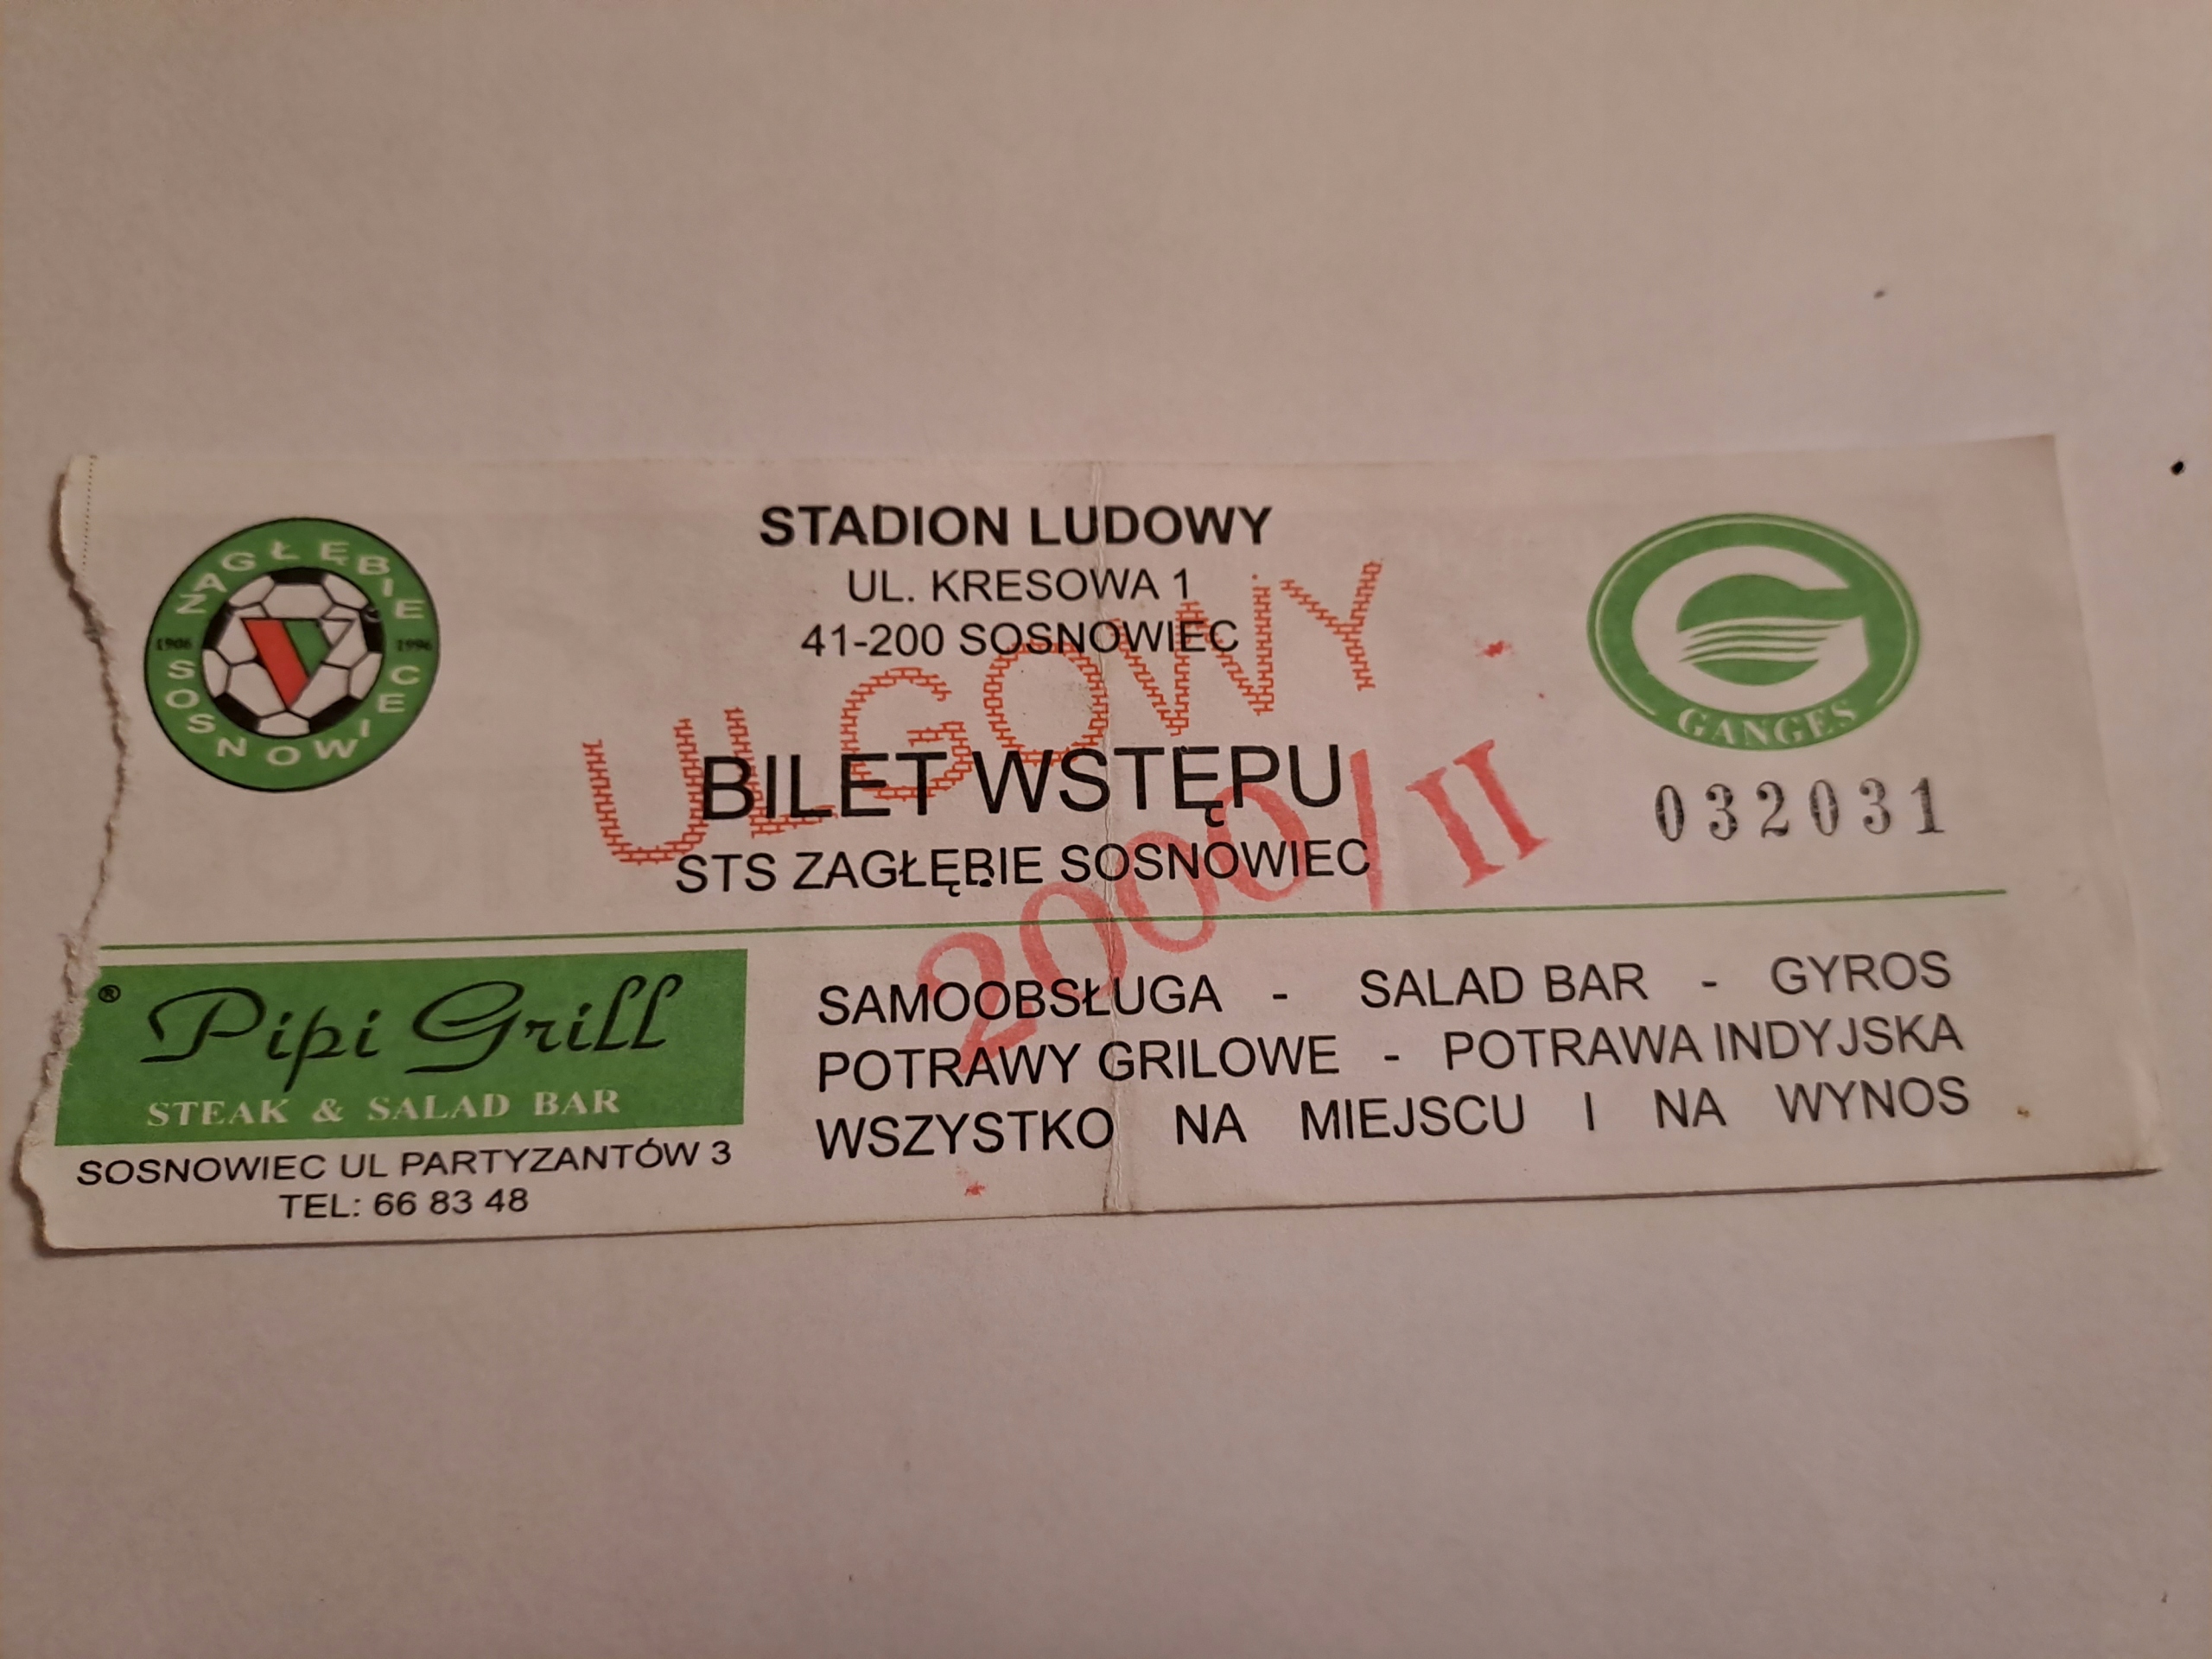 ZAGŁĘBIE
1906 1996
SOSNOWIEC
STADION LUDOWY
UL. KRESOWA 1
41-200 SOSNOWIEC
ULGOWY
BILET WSTĘPU
STS ZAGŁĘBIE SOSNOWIEC
2000/II
G
GANGES
032031
® Pipi Grill
STEAK & SALAD BAR
SOSNOWIEC UL PARTYZANTÓW 3
TEL: 66 83 48
SAMOOBSŁUGA - SALAD BAR - GYROS
POTRAWY GRILOWE - POTRAWA INDYJSKA
WSZYSTKO NA MIEJSCU I NA WYNOS